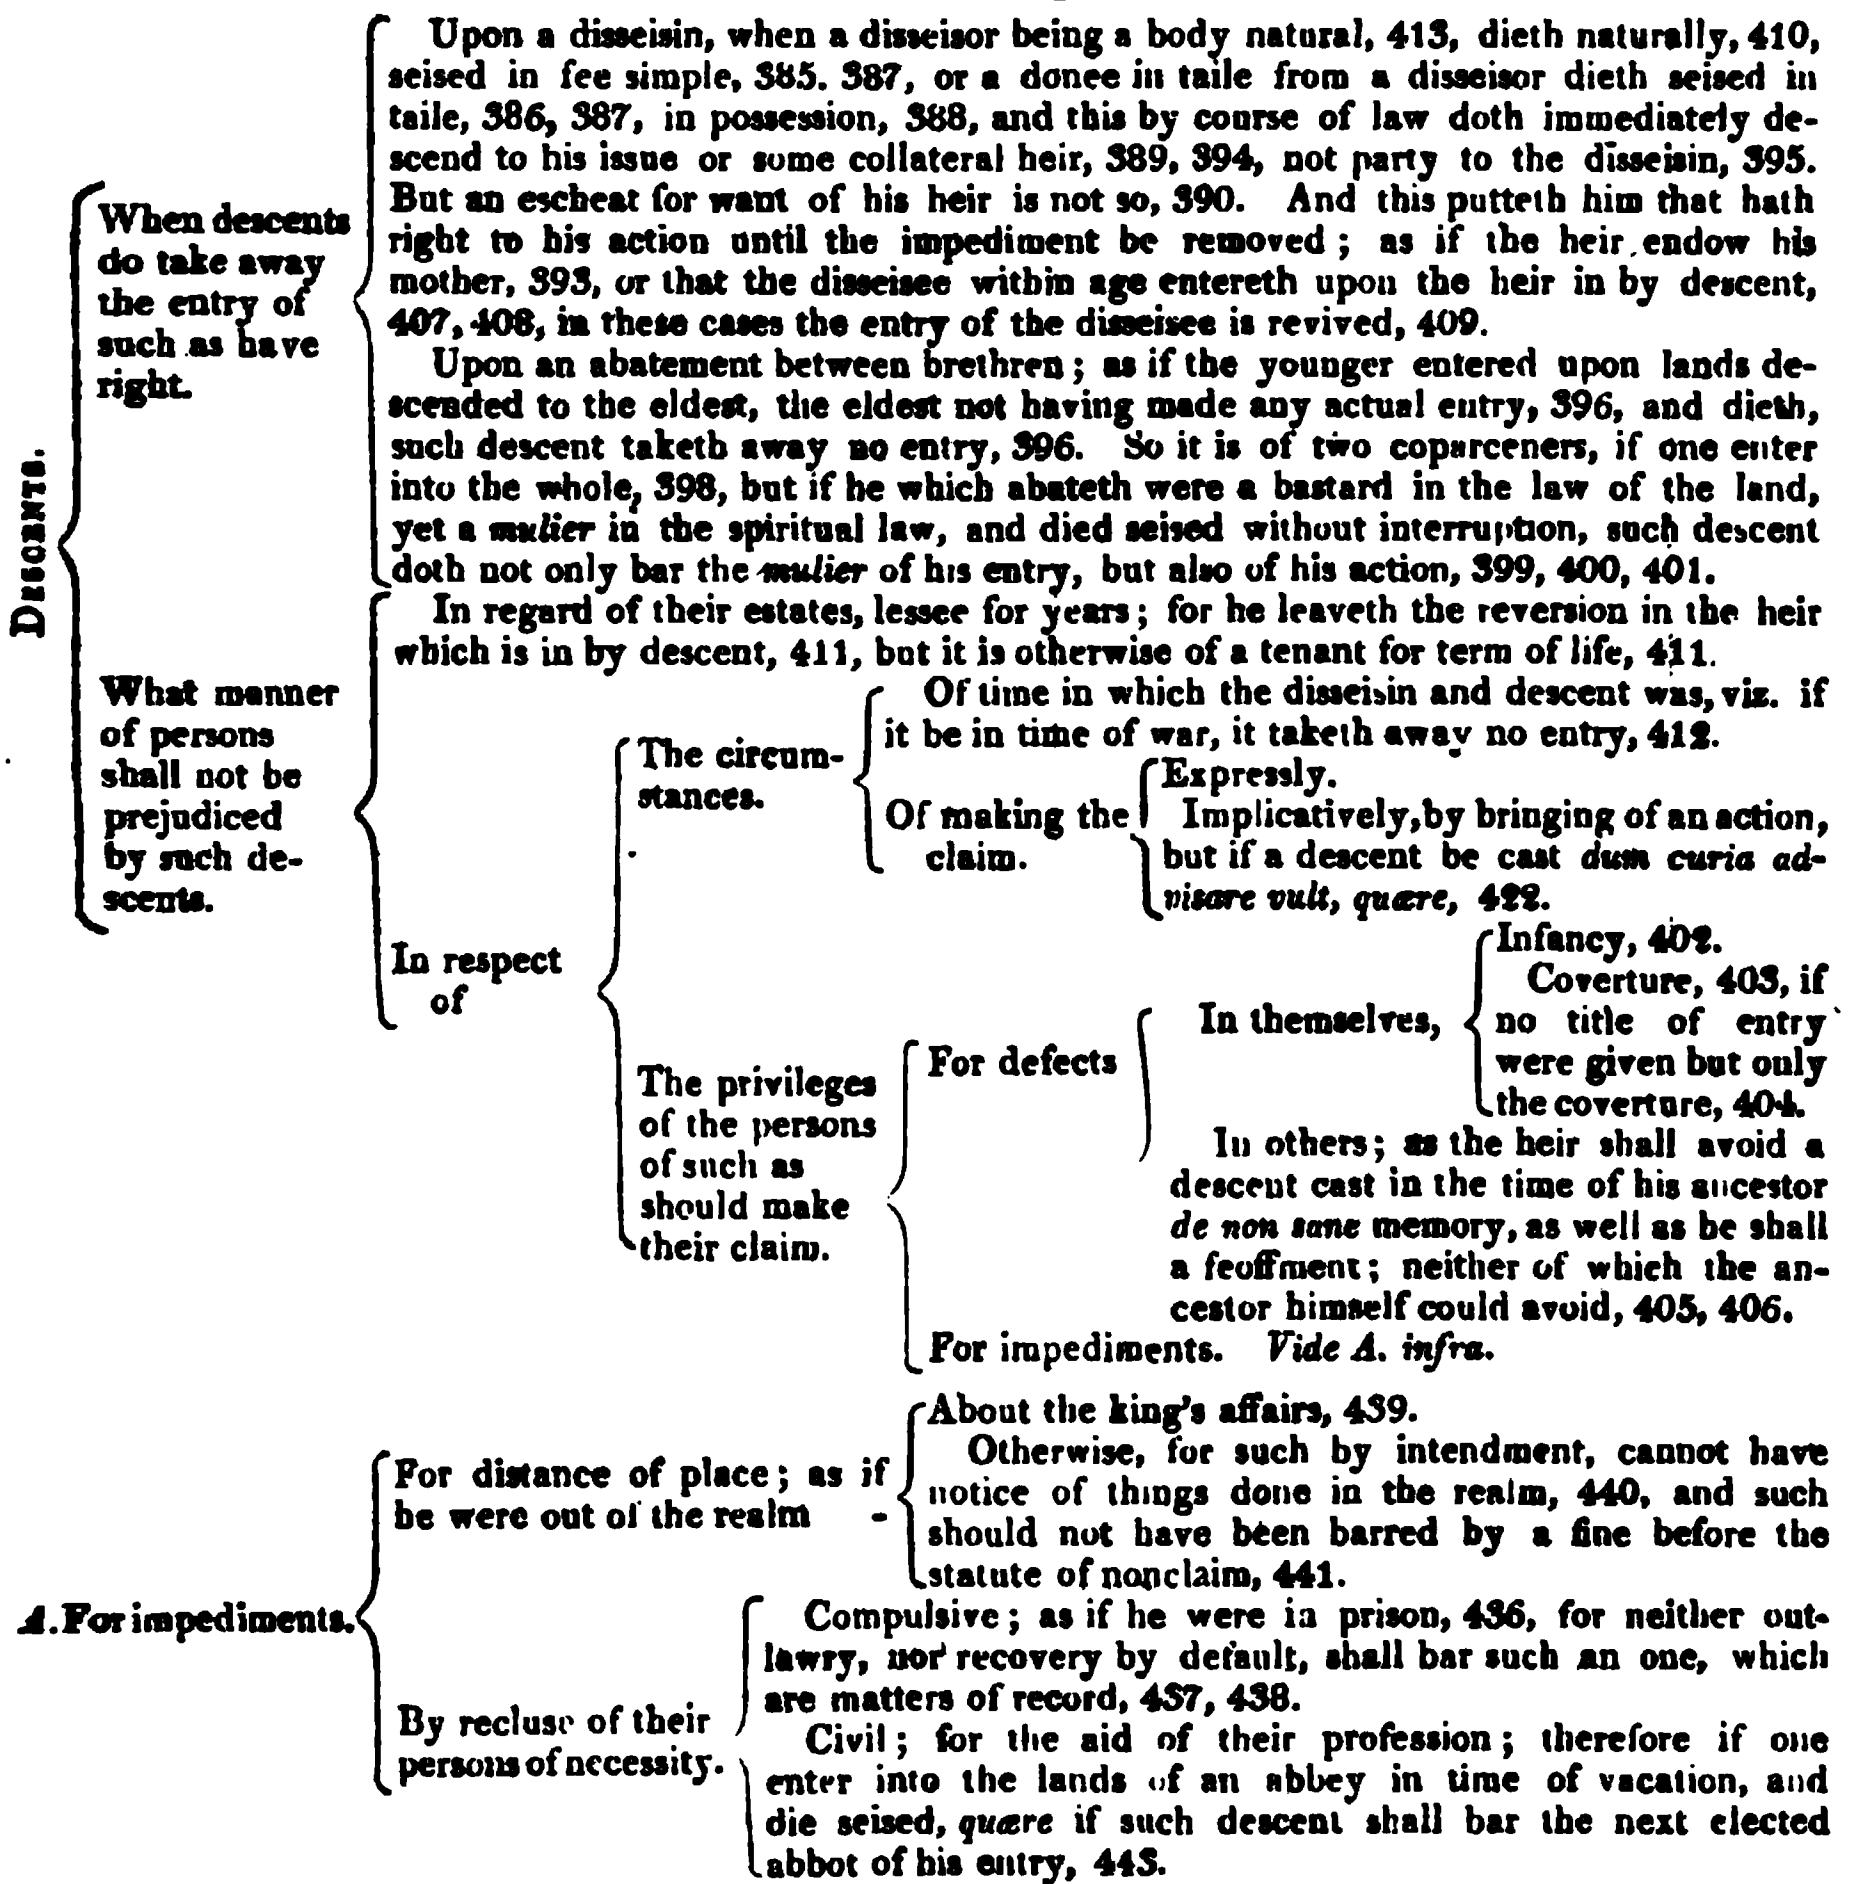 DESCENTS.
When descents
do take away
the entry of
such as have
right.
Upon a disseisin, when a disseisor being a body natural, 413, dieth naturally, 410,
seised in fee simple, 385. 387, or a donee in taile from a disseisor dieth seised in
taile, 386, 387, in possession, 388, and this by course of law doth immediately de-
scend to his issue or some collateral heir, 389, 394, not party to the disseisin, 395.
But an escheat for want of his heir is not so, 390. And this putteth him that hath
right to his action until the impediment be removed; as if the heir endow his
mother, 393, or that the disseisee within age entereth upon the heir in by descent,
407, 408, in these cases the entry of the disseisee is revived, 409.
Upon an abatement between brethren; as if the younger entered upon lands de-
scended to the eldest, the eldest not having made any actual entry, 396, and dieth,
such descent taketh away no entry, 396. So it is of two coparceners, if one enter
into the whole, 398, but if he which abateth were a bastard in the law of the land,
yet a mulier in the spiritual law, and died seised without interruption, such descent
doth not only bar the mulier of his entry, but also of his action, 399, 400, 401.
What manner
of persons
shall not be
prejudiced
by such de-
scents.
In regard of their estates, lessee for years; for he leaveth the reversion in the heir
which is in by descent, 411, but it is otherwise of a tenant for term of life, 411.
In respect
of
The circum-
stances.
Of time in which the disseisin and descent was, viz. if
it be in time of war, it taketh away no entry, 412.
Of making the
claim.
Expressly.
Implicatively, by bringing of an action,
but if a descent be cast dum curia ad-
visare vult, quære, 422.
The privileges
of the persons
of such as
should make
their claim.
For defects
In themselves,
Infancy, 402.
Coverture, 403, if
no title of entry
were given but only
the coverture, 404.
In others; as the heir shall avoid a
descent cast in the time of his ancestor
de non sane memory, as well as he shall
a feoffment; neither of which the an-
cestor himself could avoid, 405, 406.
For impediments. Vide A. infra.
A. For impediments.
For distance of place; as if
he were out of the realm -
About the king's affairs, 439.
Otherwise, for such by intendment, cannot have
notice of things done in the realm, 440, and such
should not have been barred by a fine before the
statute of nonclaim, 441.
By recluse of their
persons of necessity.
Compulsive; as if he were in prison, 436, for neither out-
lawry, nor recovery by default, shall bar such an one, which
are matters of record, 437, 438.
Civil; for the aid of their profession; therefore if one
enter into the lands of an abbey in time of vacation, and
die seised, quære if such descent shall bar the next elected
abbot of his entry, 443.